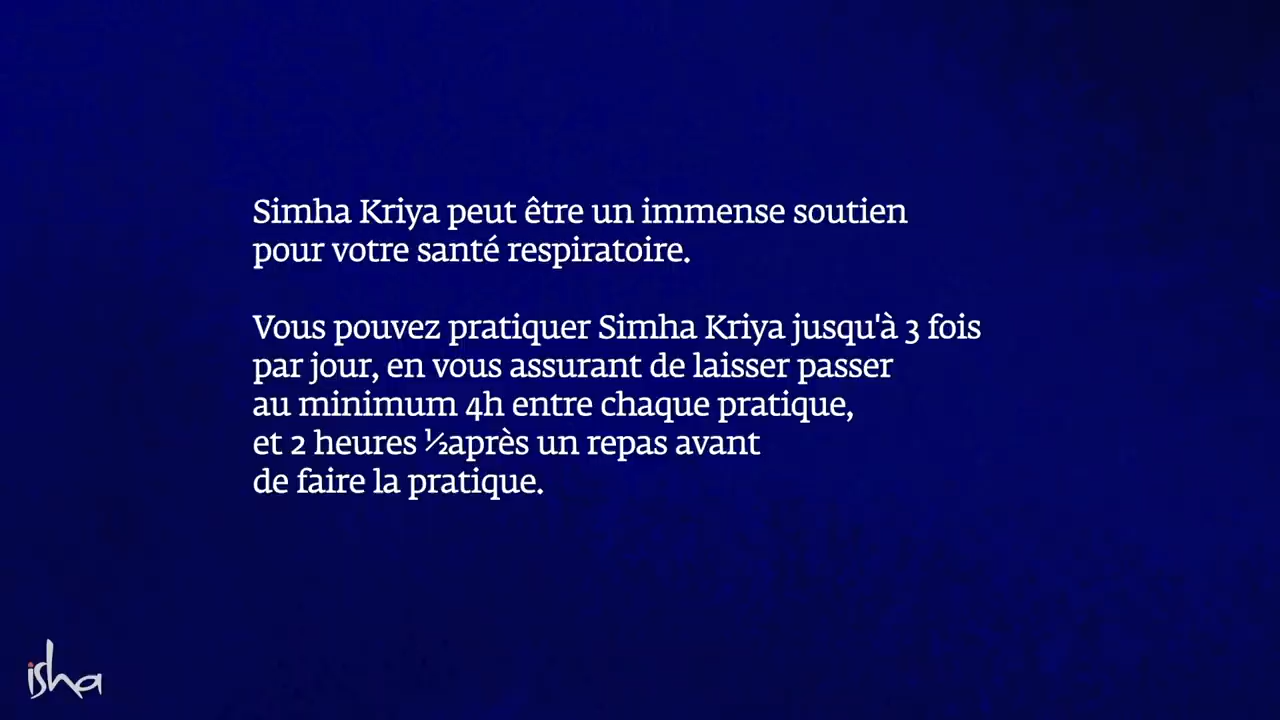 Simha Kriya peut être un immense soutien
pour votre santé respiratoire.
Vous pouvez pratiquer Simha Kriya jusqu'à 3 fois
par jour, en vous assurant de laisser passer
au minimum 4h entre chaque pratique,
et 2 heures ½après un repas avant
de faire la pratique.
isha